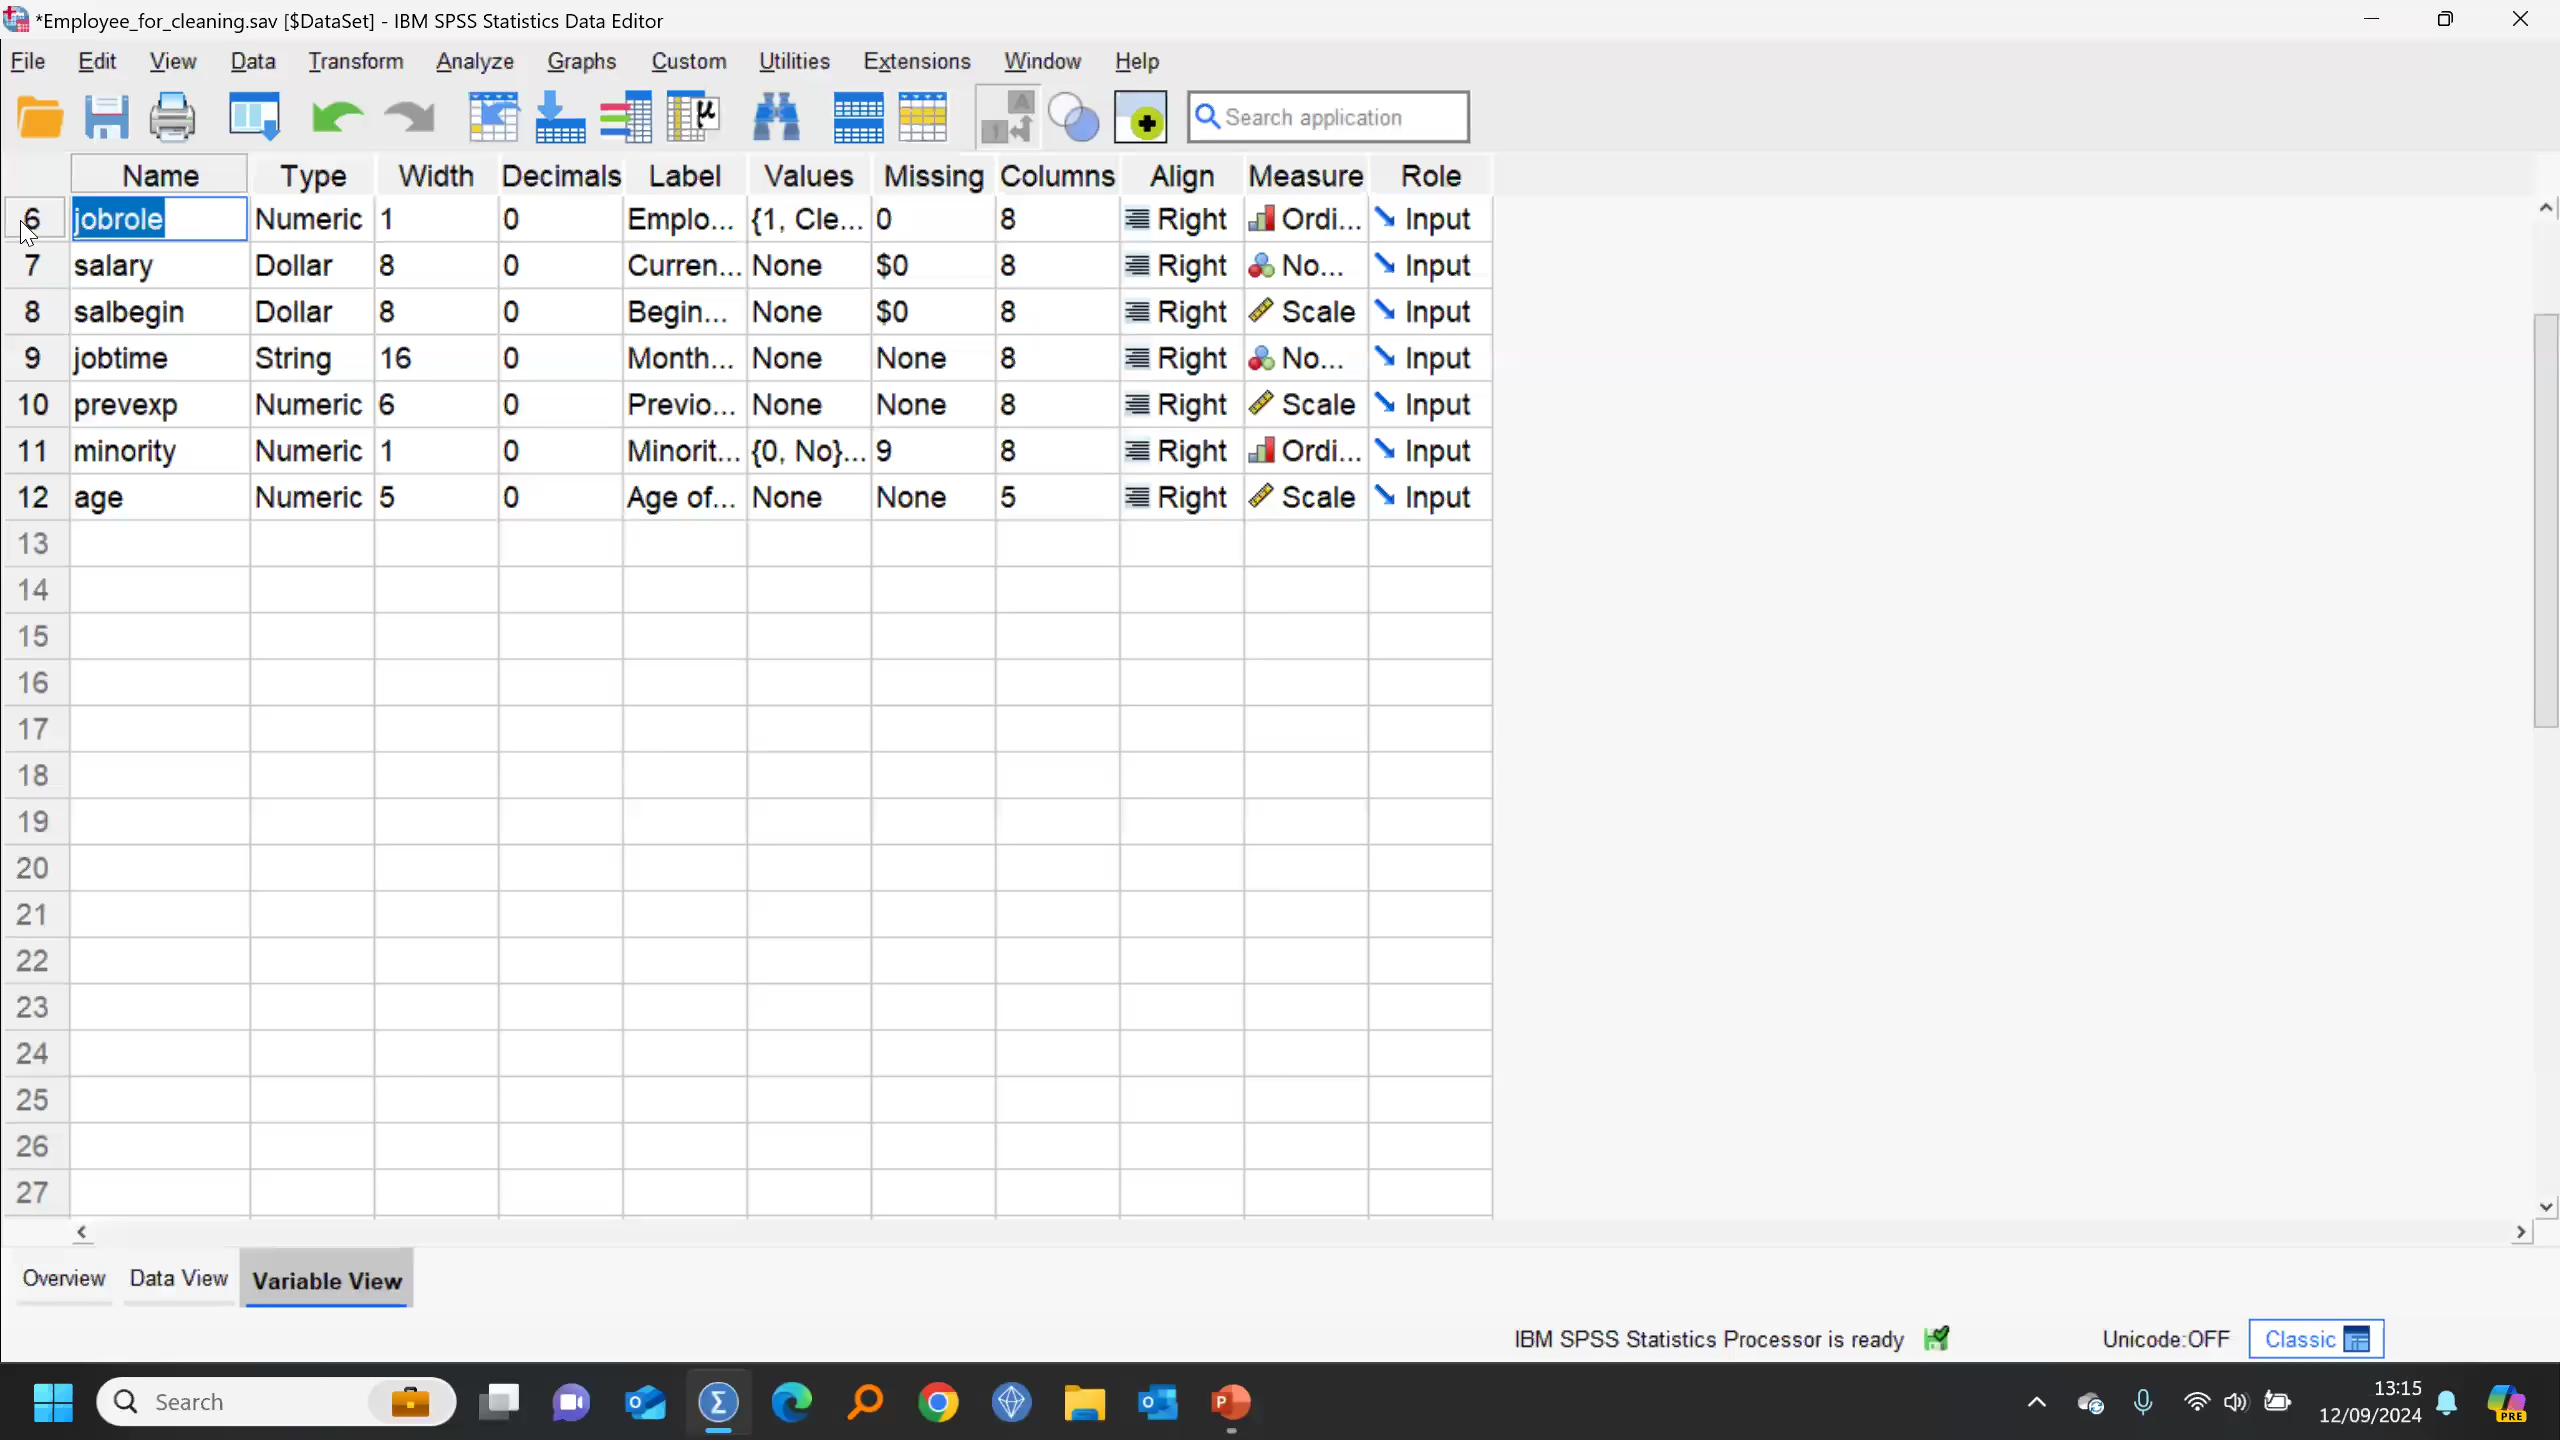 *Employee_for_cleaning.sav [$DataSet] - IBM SPSS Statistics Data Editor
File Edit View Data Transform Analyze Graphs Custom Utilities Extensions Window Help
Search application
Name Type Width Decimals Label Values Missing Columns Align Measure Role
6 jobrole Numeric 1 0 Emplo... {1, Cle... 0 8 Right Ordi... Input
7 salary Dollar 8 0 Curren... None $0 8 Right No... Input
8 salbegin Dollar 8 0 Begin... None $0 8 Right Scale Input
9 jobtime String 16 0 Month... None None 8 Right No... Input
10 prevexp Numeric 6 0 Previo... None None 8 Right Scale Input
11 minority Numeric 1 0 Minorit... {0, No}... 9 8 Right Ordi... Input
12 age Numeric 5 0 Age of... None None 5 Right Scale Input
13
14
15
16
17
18
19
20
21
22
23
24
25
26
27
Overview Data View Variable View
IBM SPSS Statistics Processor is ready Unicode:OFF Classic
Search
13:15
12/09/2024
PRE